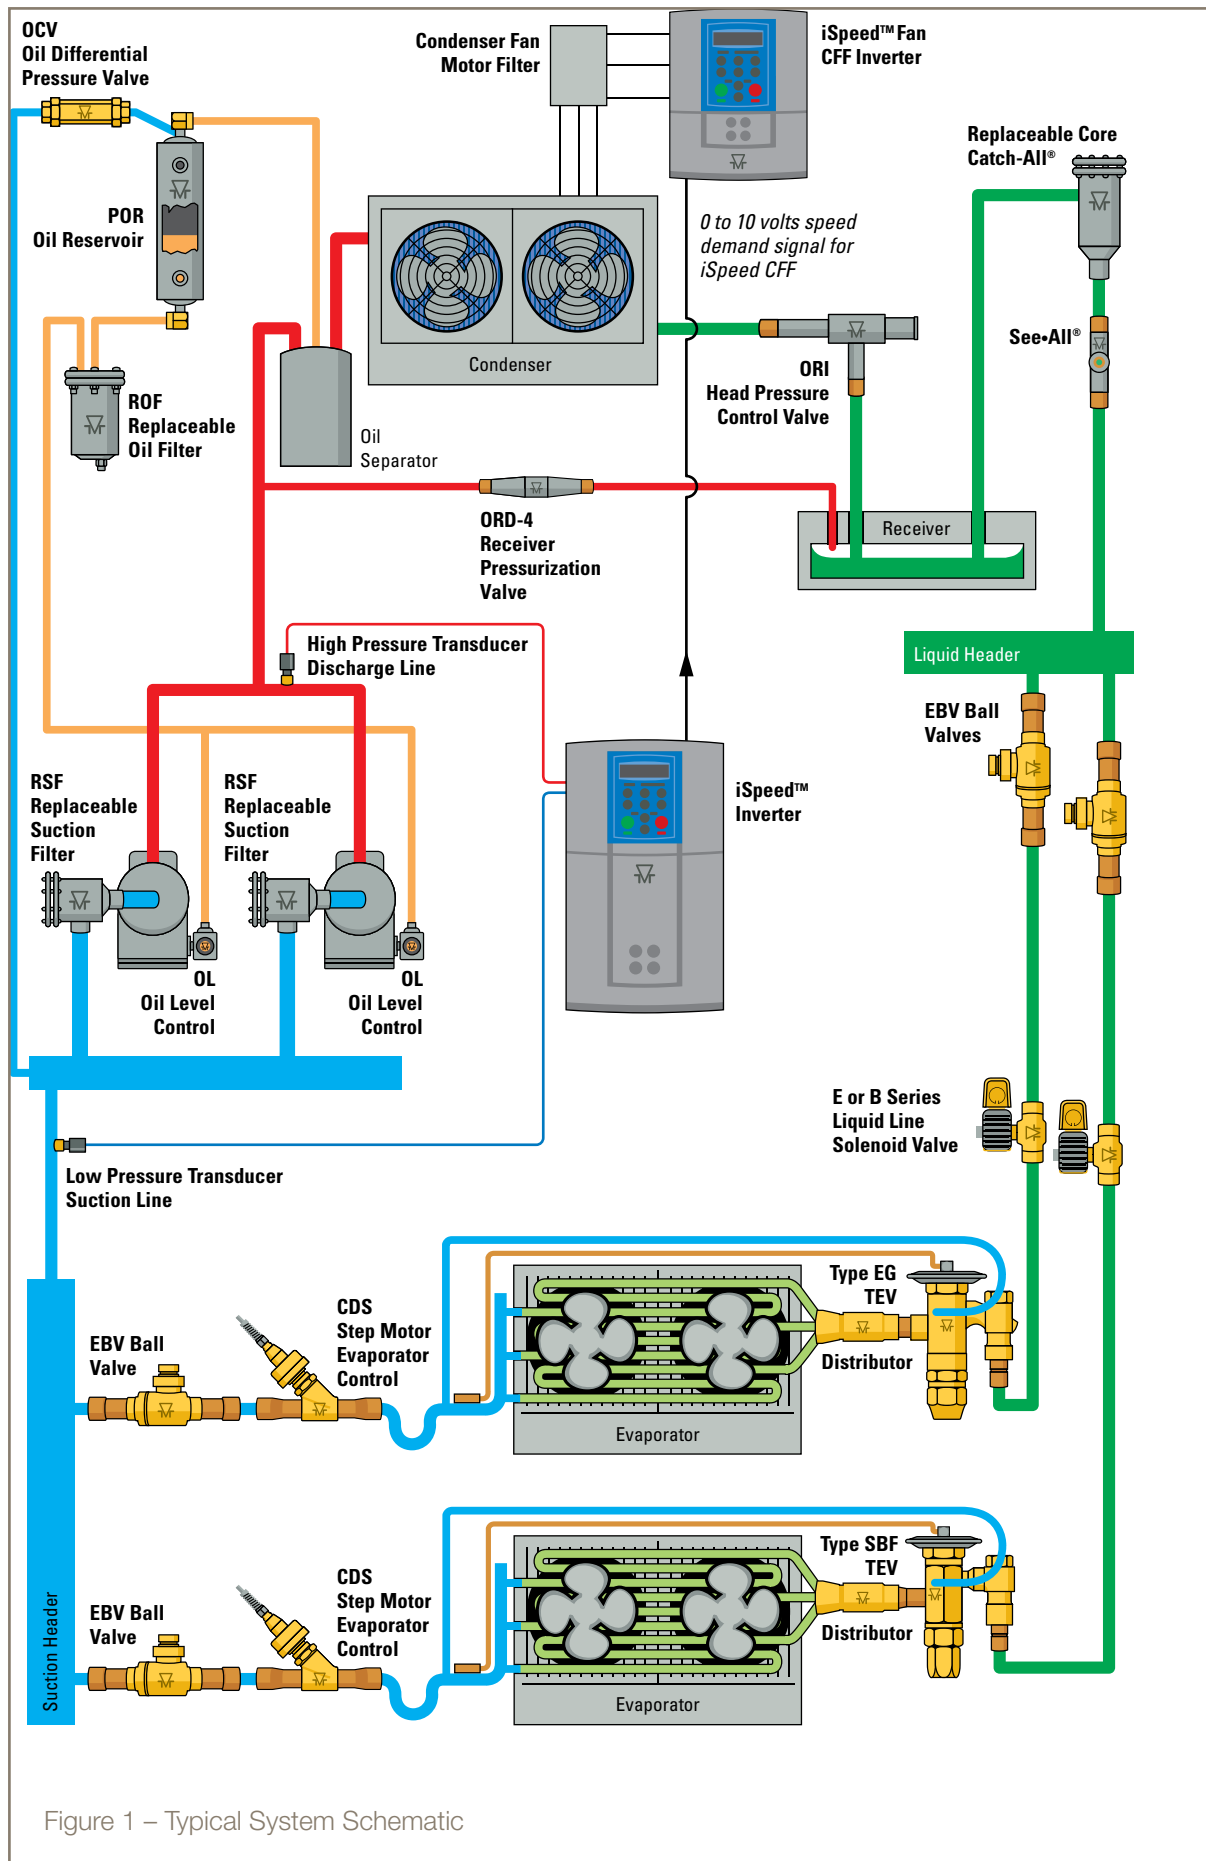 OCV
Oil Differential
Pressure Valve
Condenser Fan
Motor Filter
iSpeed™ Fan
CFF Inverter
Replaceable Core
Catch-All®
POR
Oil Reservoir
0 to 10 volts speed
demand signal for
iSpeed CFF
See•All®
Condenser
ORI
Head Pressure
Control Valve
ROF
Replaceable
Oil Filter
Oil
Separator
ORD-4
Receiver
Pressurization
Valve
Receiver
High Pressure Transducer
Discharge Line
Liquid Header
EBV Ball
Valves
RSF
Replaceable
Suction
Filter
RSF
Replaceable
Suction
Filter
iSpeed™
Inverter
OL
Oil Level
Control
OL
Oil Level
Control
E or B Series
Liquid Line
Solenoid Valve
Low Pressure Transducer
Suction Line
Type EG
TEV
CDS
Step Motor
Evaporator
Control
EBV Ball
Valve
Distributor
Evaporator
Type SBF
TEV
CDS
Step Motor
Evaporator
Control
EBV Ball
Valve
Distributor
Evaporator
Suction Header
Figure 1 – Typical System Schematic